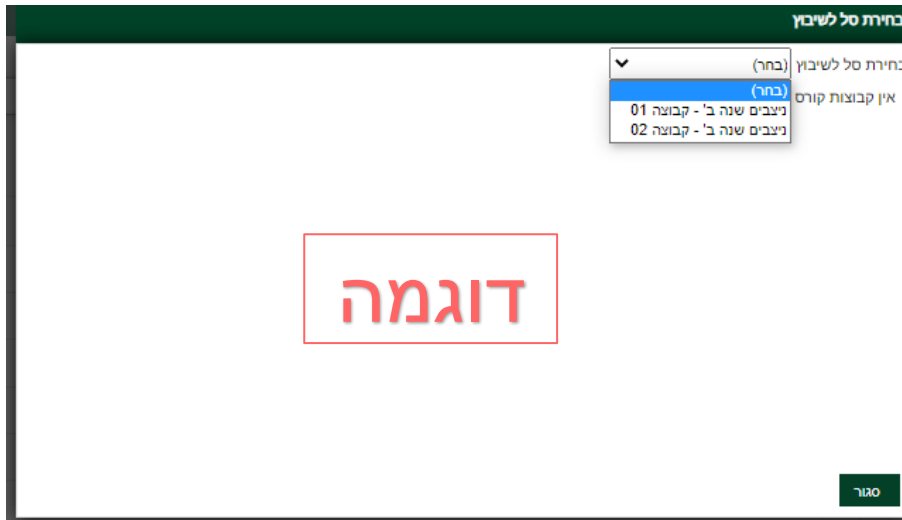 בחירת סל לשיבוץ
בחירת סל לשיבוץ (בחר)
(בחר)
אין קבוצות קורס
ניצבים שנה ב' - קבוצה 01
ניצבים שנה ב' - קבוצה 02
דוגמה
סגור